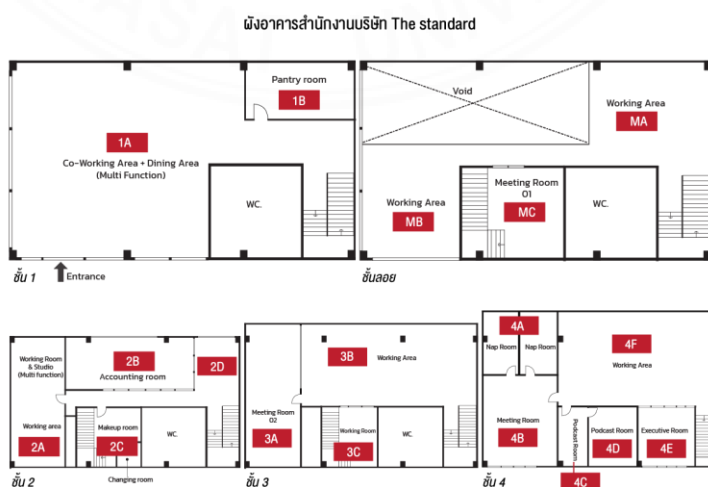 ผังอาคารสำนักงานบริษัท The standard
Pantry room
1B
1A
Co-Working Area + Dining Area
(Multi Function)
WC.
ชั้น 1
Entrance
Void
Working Area
MA
Working Area
MB
Meeting Room
01
MC
WC.
ชั้นลอย
Working Room
& Studio
(Multi function)
2B
Accounting room
2D
Working area
2A
Makeup room
2C
WC.
Changing room
ชั้น 2
3B
Working Area
Meeting Room
02
3A
Working Room
3C
WC.
ชั้น 3
4A
Nap Room
Nap Room
4F
Working Area
Meeting Room
4B
Podcast Room
4C
Podcast Room
4D
Executive Room
4E
ชั้น 4